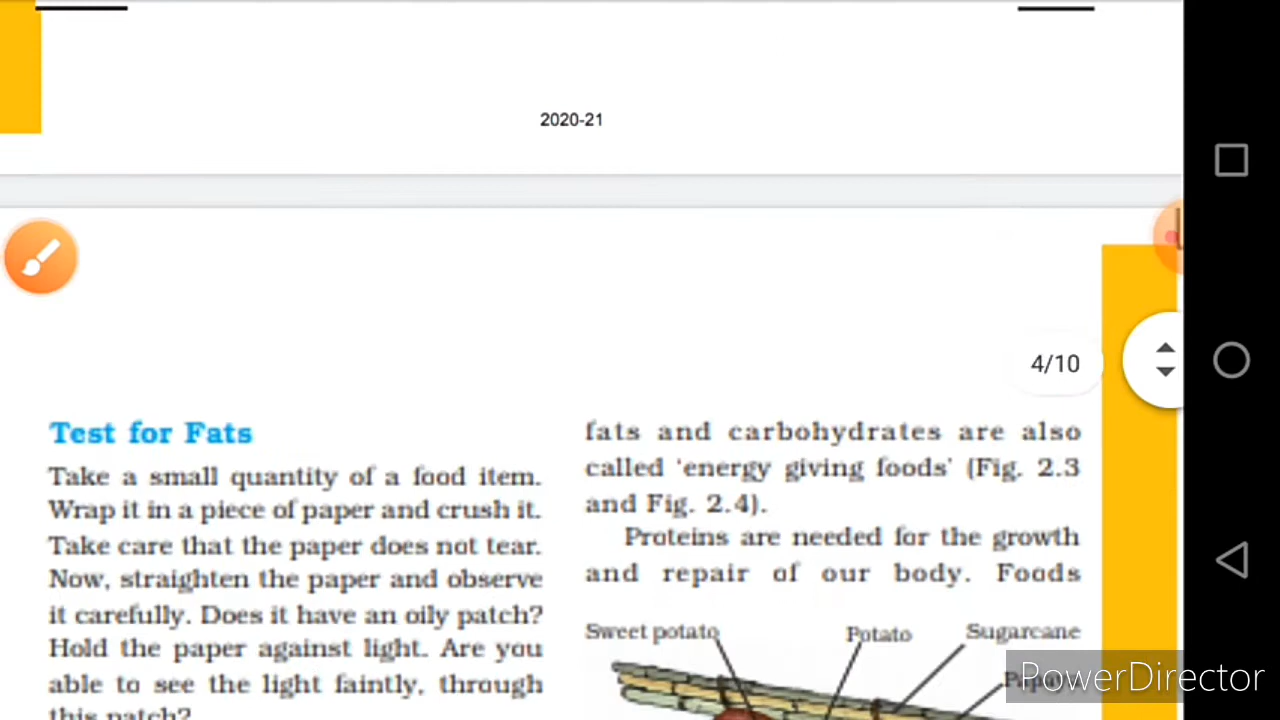 2020-21
4/10
Test for Fats
Take a small quantity of a food item.
Wrap it in a piece of paper and crush it.
Take care that the paper does not tear.
Now, straighten the paper and observe
it carefully. Does it have an oily patch?
Hold the paper against light. Are you
able to see the light faintly, through
this patch?
fats and carbohydrates are also
called 'energy giving foods' (Fig. 2.3
and Fig. 2.4).
Proteins are needed for the growth
and repair of our body. Foods
Sweet potato
Potato
Sugarcane
PowerDirector